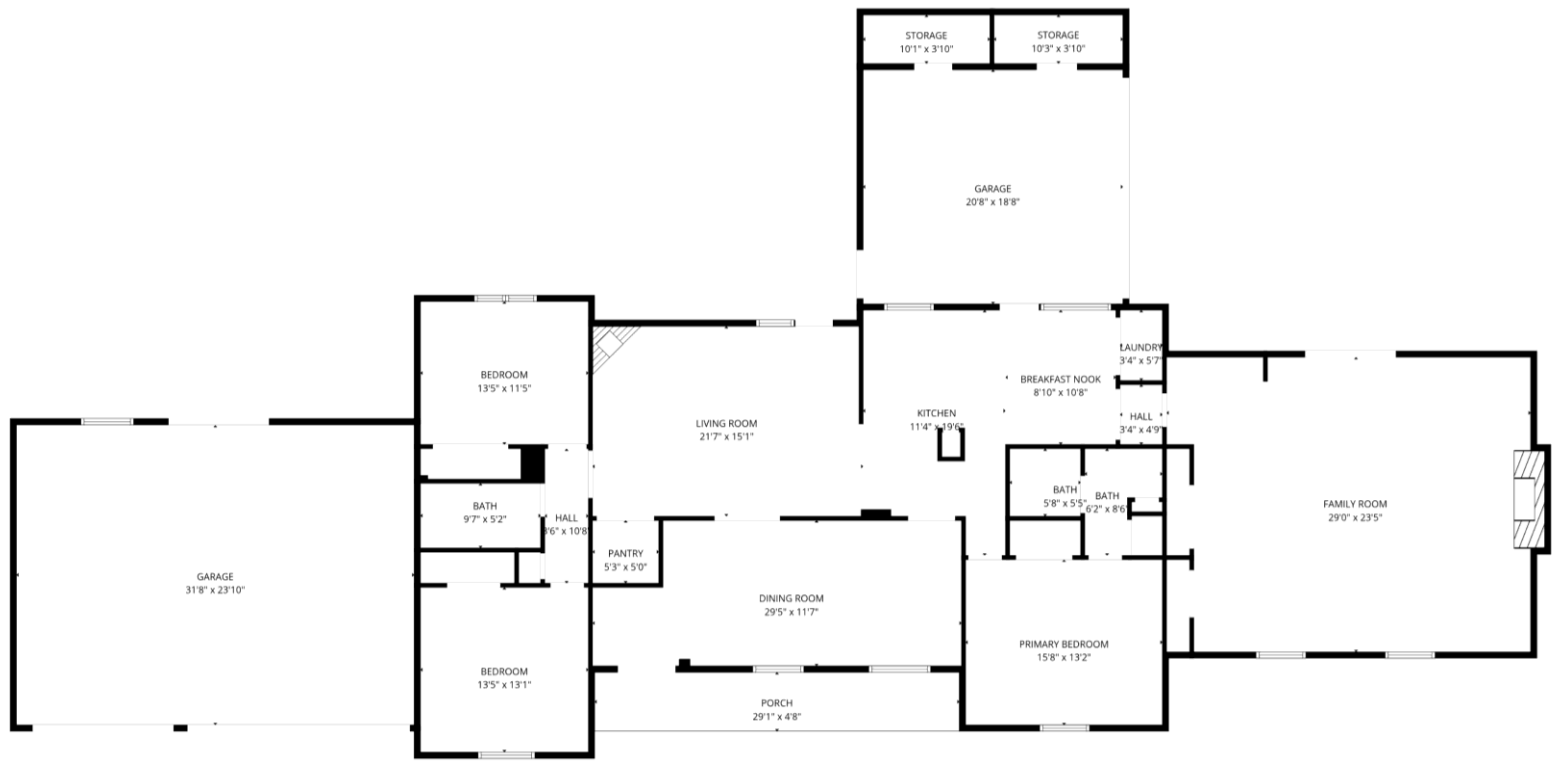 STORAGE
10'1" x 3'10"
STORAGE
10'3" x 3'10"
GARAGE
20'8" x 18'8"
BEDROOM
13'5" x 11'5"
LIVING ROOM
21'7" x 15'1"
KITCHEN
11'4" x 19'6"
BREAKFAST NOOK
8'10" x 10'8"
LAUNDRY
3'4" x 5'7"
HALL
3'4" x 4'9"
BATH
9'7" x 5'2"
HALL
BATH
5'8" x 5'5"
BATH
6'2" x 8'6"
FAMILY ROOM
29'0" x 23'5"
GARAGE
31'8" x 23'10"
PANTRY
5'3" x 5'0"
DINING ROOM
29'5" x 11'7"
PRIMARY BEDROOM
15'8" x 13'2"
BEDROOM
13'5" x 13'1"
PORCH
29'1" x 4'8"